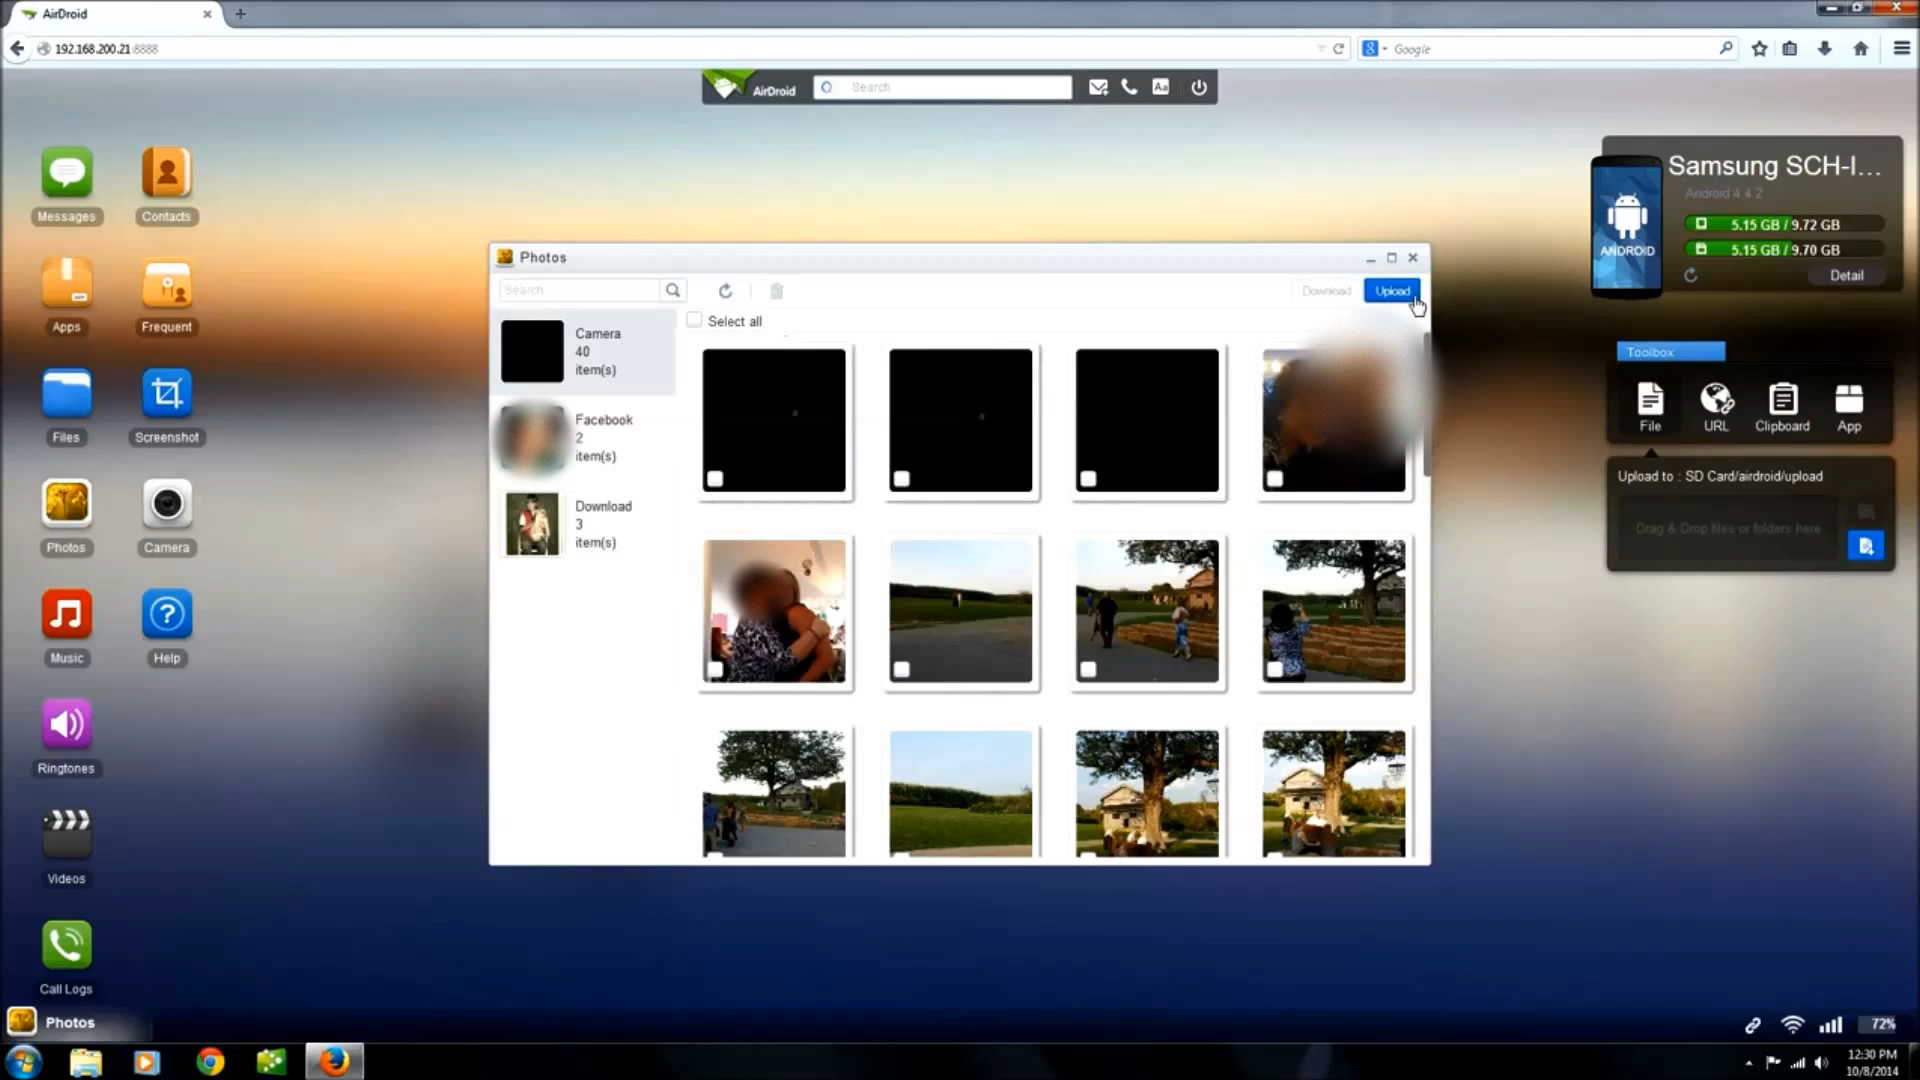 AirDroid
192.168.200.21:8888
Google
AirDroid
Search
Aa
Messages
Contacts
Apps
Frequent
Files
Screenshot
Photos
Camera
Music
Help
Ringtones
Videos
Call Logs
Photos
Photos
Search
Download
Upload
Select all
Camera
40
item(s)
Facebook
2
item(s)
Download
3
item(s)
Samsung SCH-I...
Android 4.4.2
ANDROID
5.15 GB / 9.72 GB
5.15 GB / 9.70 GB
Detail
Toolbox
File
URL
Clipboard
App
Upload to : SD Card/airdroid/upload
Drag & Drop files or folders here
72%
12:30 PM
10/8/2014